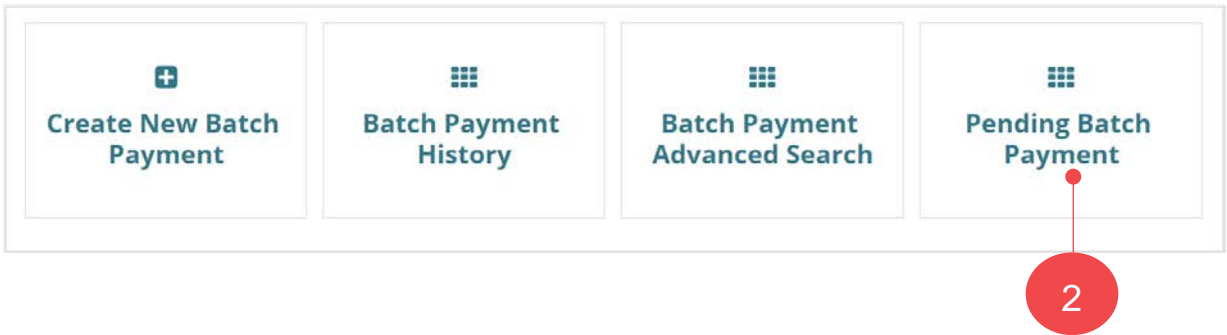 Create New Batch
Payment
Batch Payment
History
Batch Payment
Advanced Search
Pending Batch
Payment
2